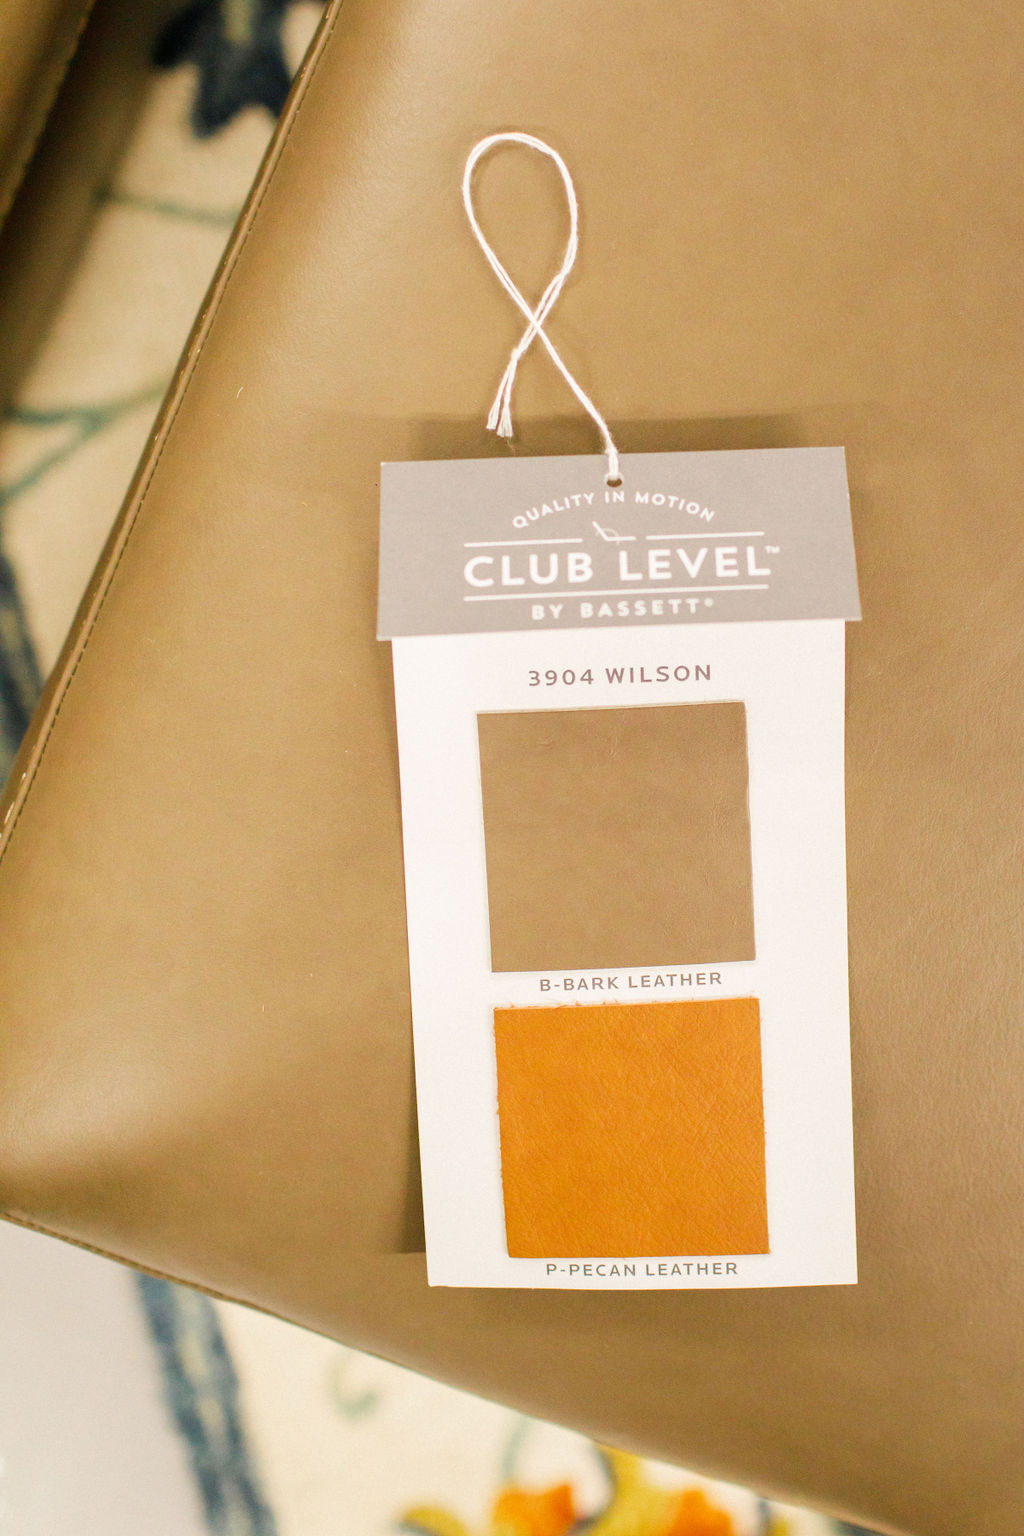 QUALITY IN MOTION
CLUB LEVEL™
BY BASSETT®
3904 WILSON
B-BARK LEATHER
P-PECAN LEATHER